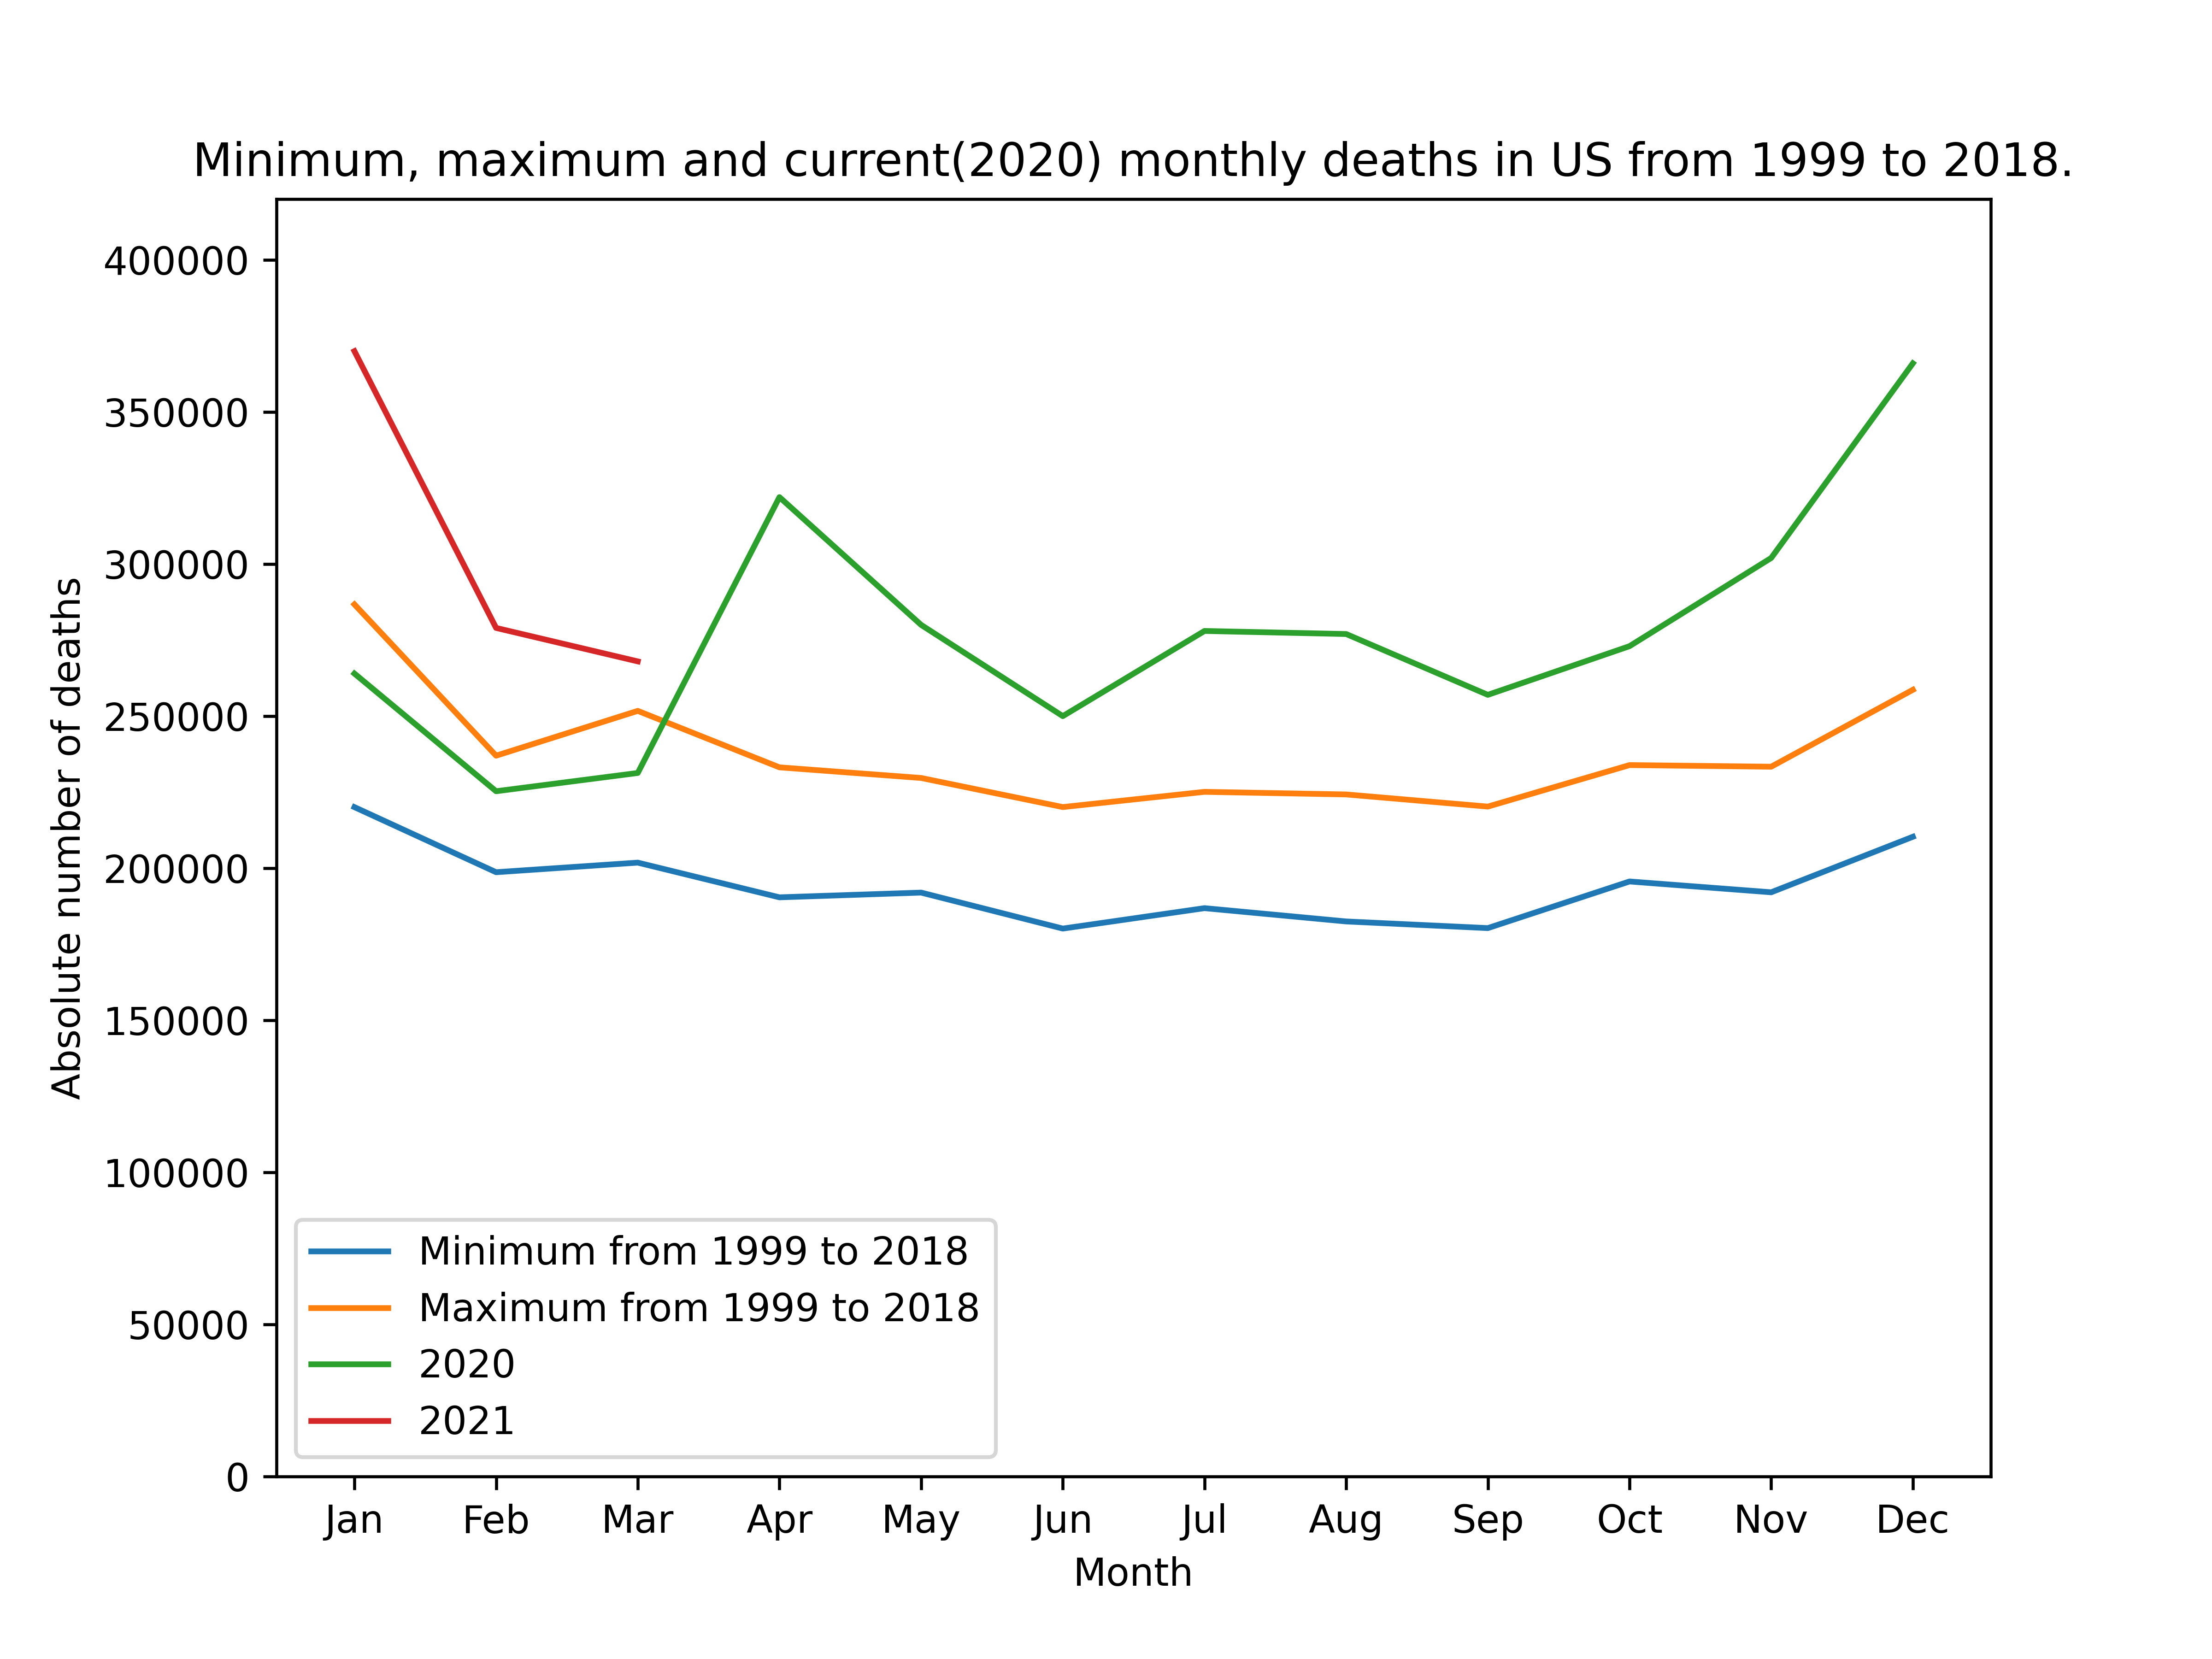 Minimum, maximum and current(2020) monthly deaths in US from 1999 to 2018.
Absolute number of deaths
400000
350000
300000
250000
200000
150000
100000
50000
0
Minimum from 1999 to 2018
Maximum from 1999 to 2018
2020
2021
Jan Feb Mar Apr May Jun Jul Aug Sep Oct Nov Dec
Month